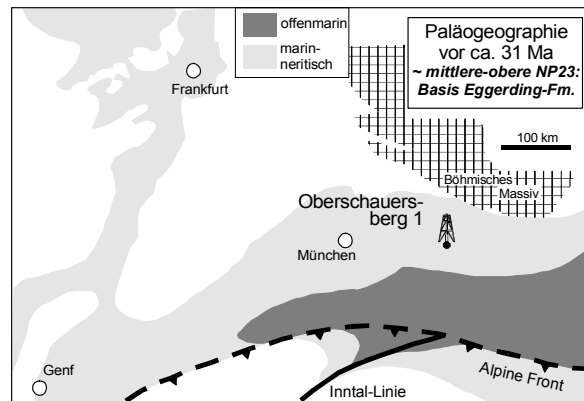 offenmarin
marin-
neritisch
Paläogeographie
vor ca. 31 Ma
~ mittlere-obere NP23:
Basis Eggerding-Fm.
Frankfurt
100 km
Böhmisches
Massiv
Oberschauers-
berg 1
München
Genf
Inntal-Linie
Alpine Front